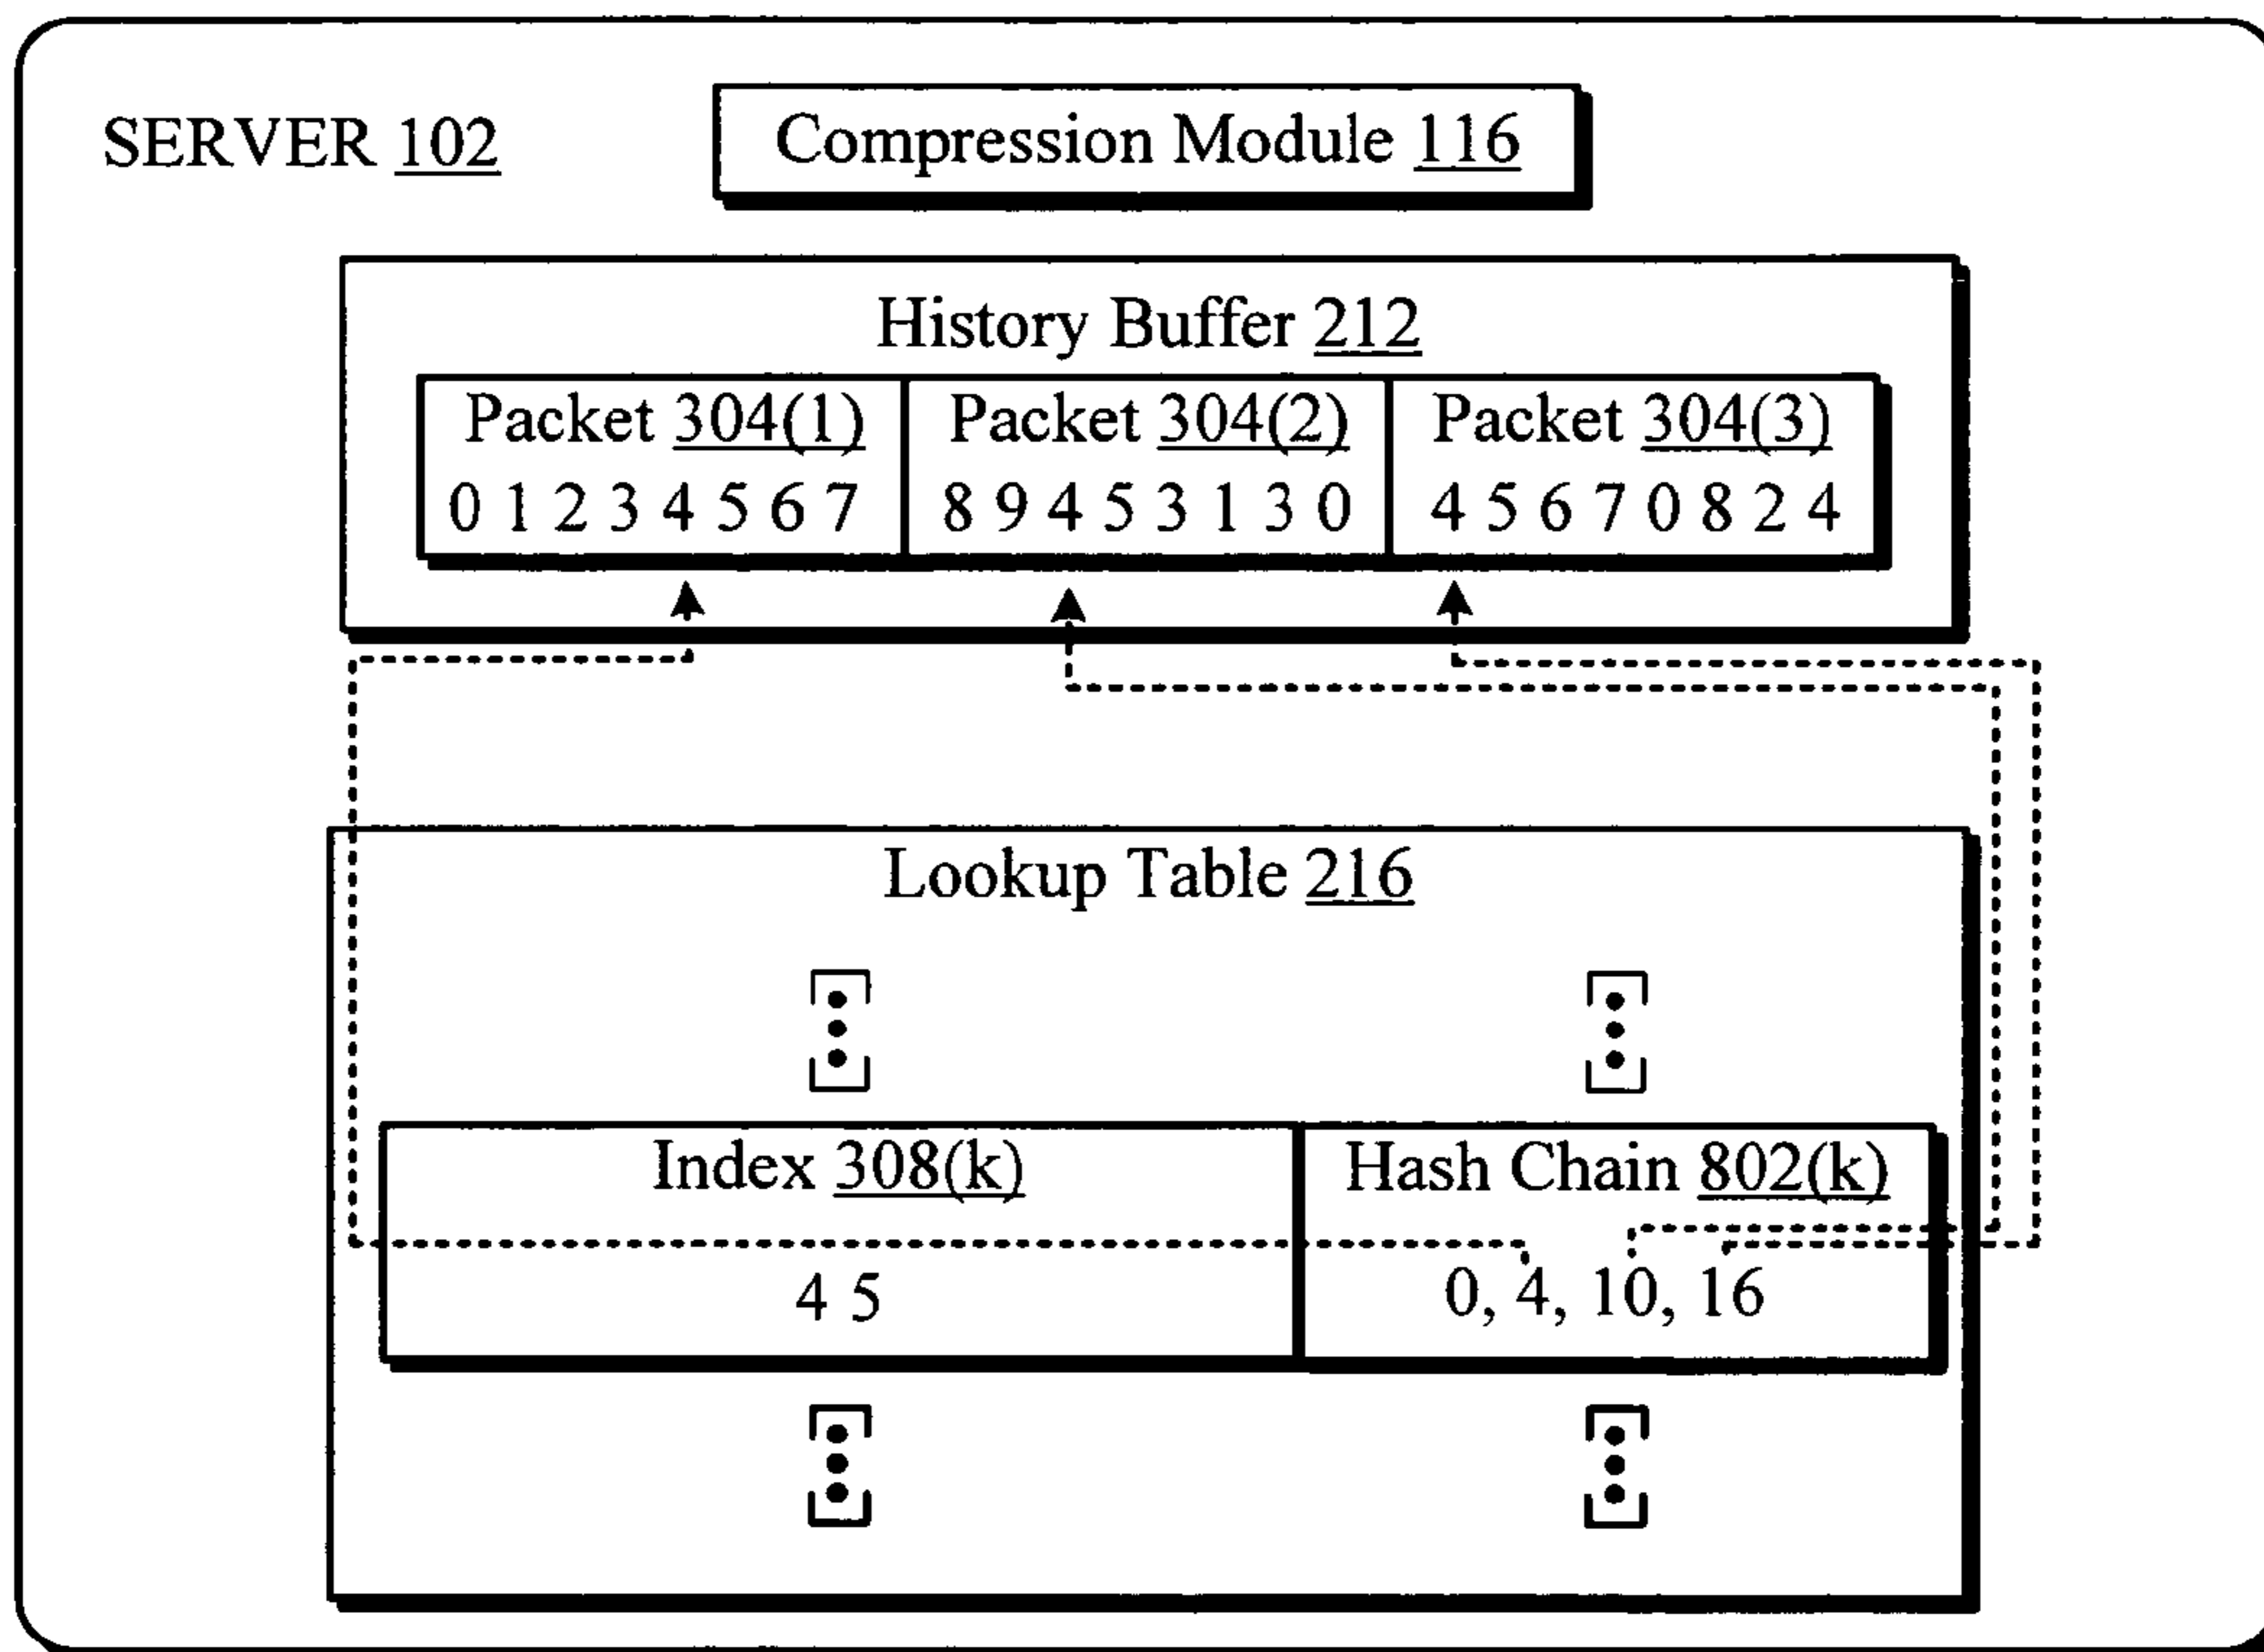 SERVER 102
Compression Module 116
History Buffer 212
Packet 304(1) Packet 304(2) Packet 304(3)
0 1 2 3 4 5 6 7 8 9 4 5 3 1 3 0 4 5 6 7 0 8 2 4
Lookup Table 216
Index 308(k) Hash Chain 802(k)
4 5 0, 4, 10, 16